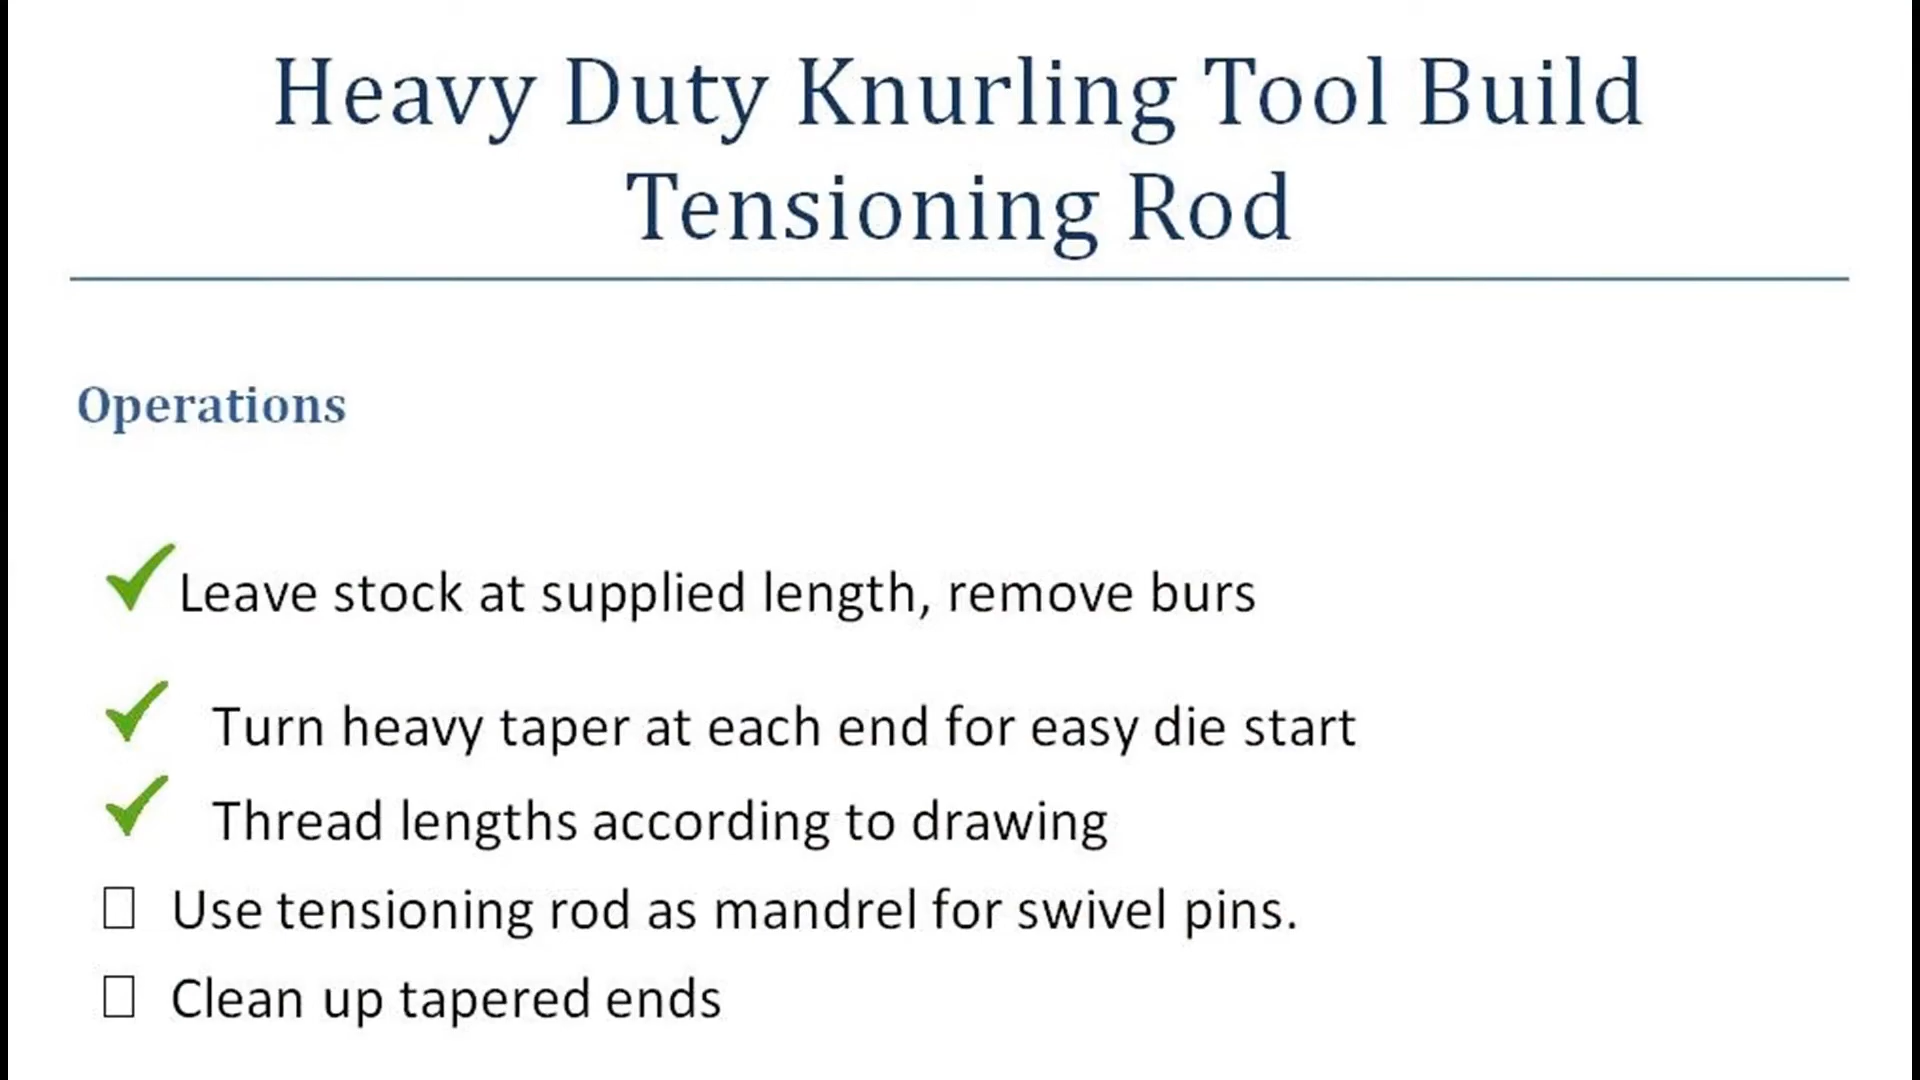 Heavy Duty Knurling Tool Build
Tensioning Rod
Operations
Leave stock at supplied length, remove burs
Turn heavy taper at each end for easy die start
Thread lengths according to drawing
Use tensioning rod as mandrel for swivel pins.
Clean up tapered ends